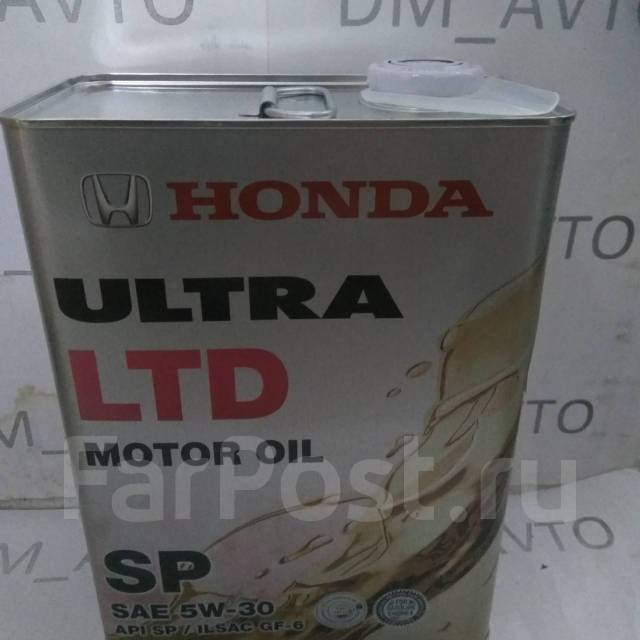 DM_AVTO
HONDA
ULTRA
LTD
MOTOR OIL
FarPost.ru
SP
SAE 5W-30
API SP / ILSAC GF-6